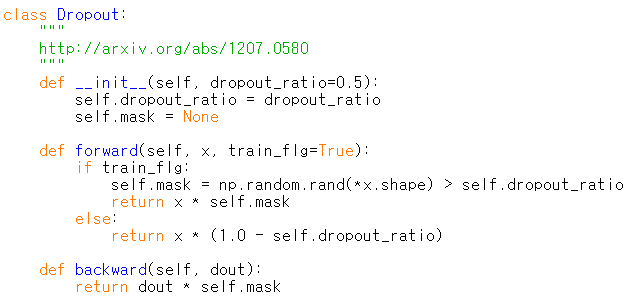 class Dropout:
    """
    http://arxiv.org/abs/1207.0580
    """
    def __init__(self, dropout_ratio=0.5):
        self.dropout_ratio = dropout_ratio
        self.mask = None

    def forward(self, x, train_flg=True):
        if train_flg:
            self.mask = np.random.rand(*x.shape) > self.dropout_ratio
            return x * self.mask
        else:
            return x * (1.0 - self.dropout_ratio)

    def backward(self, dout):
        return dout * self.mask